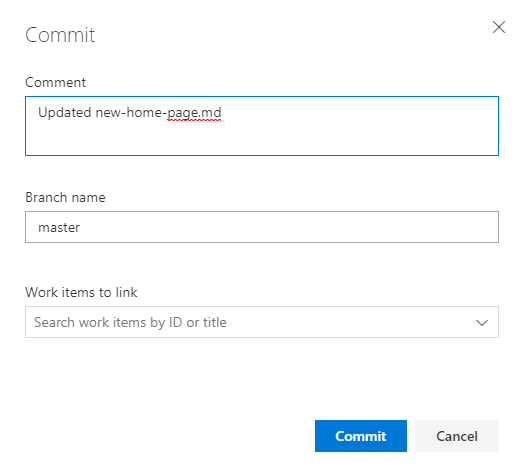 Commit
Comment
Updated new-home-page.md
Branch name
master
Work items to link
Search work items by ID or title
Commit
Cancel